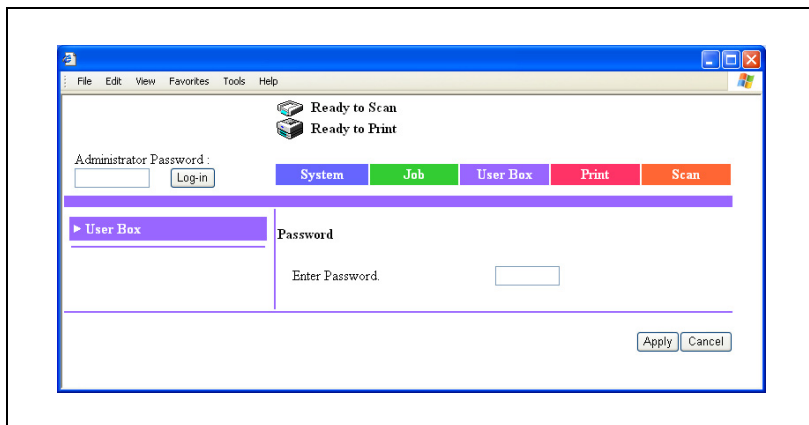 File Edit View Favorites Tools Help
Ready to Scan
Ready to Print
Administrator Password :
Log-in
System Job User Box Print Scan
User Box
Password
Enter Password.
Apply Cancel